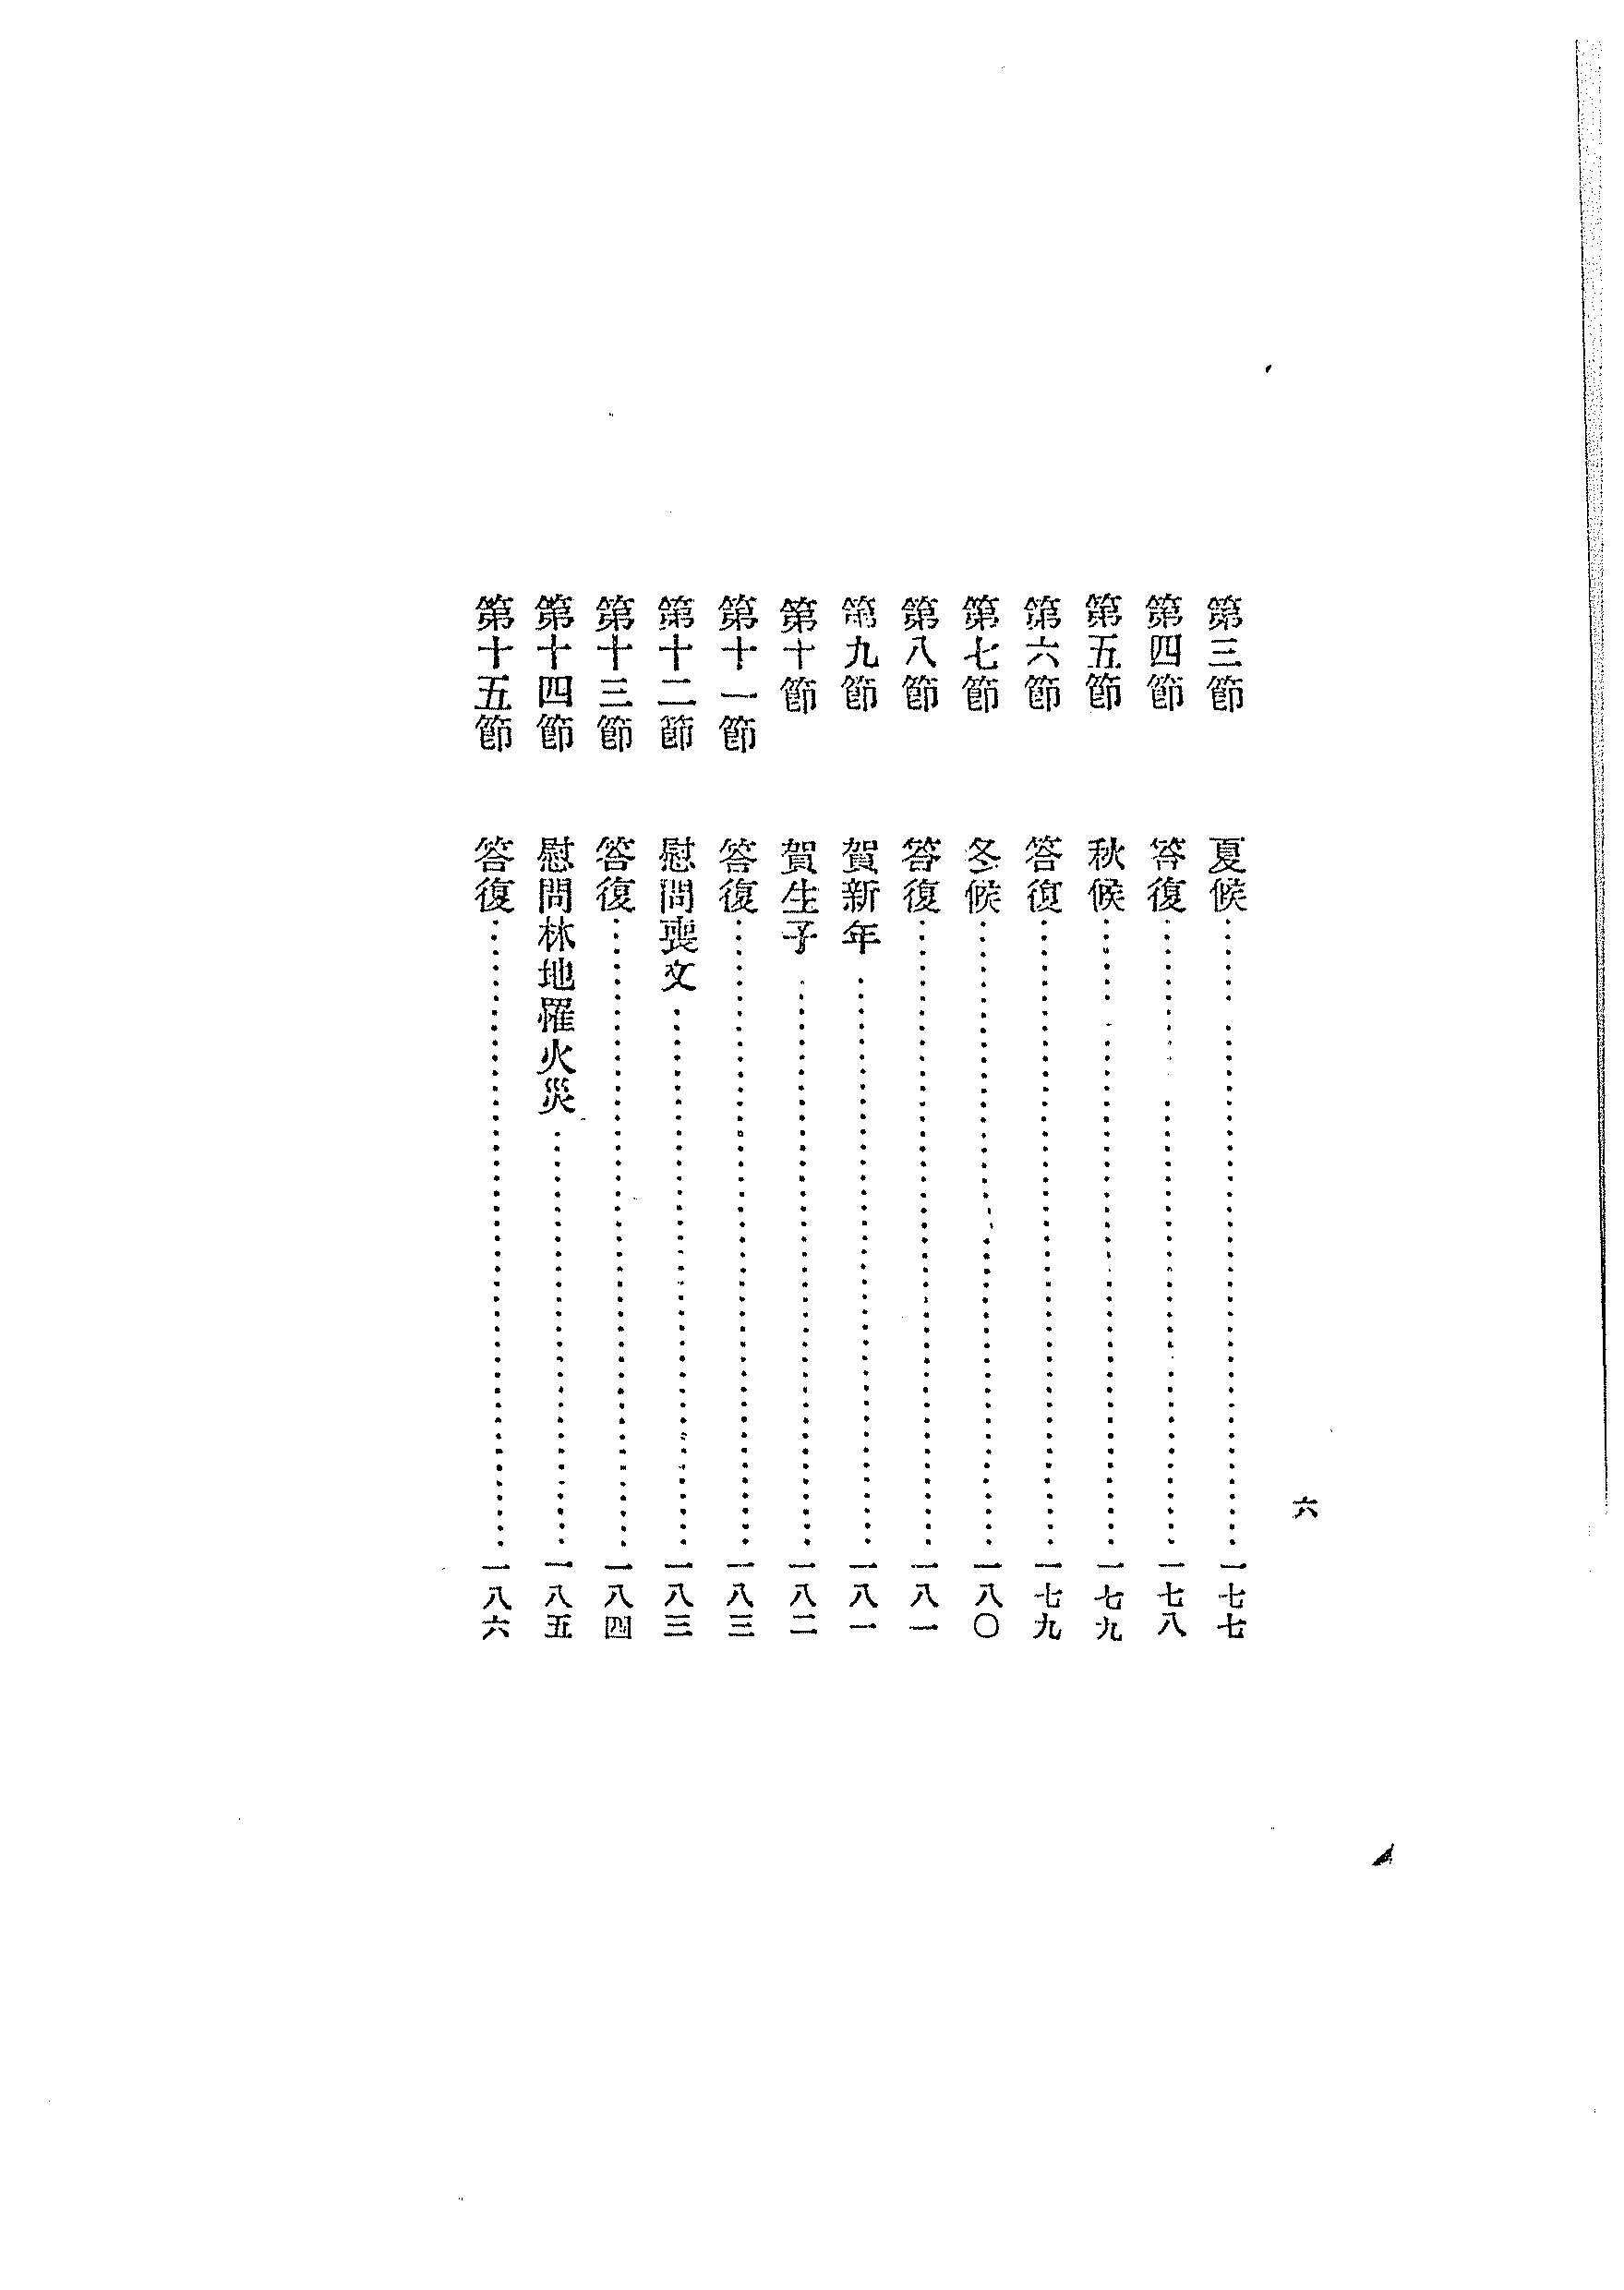 六
第三節　夏候……一七七
第四節　答復……一七八
第五節　秋候……一七九
第六節　答復……一七九
第七節　冬候……一八〇
第八節　答復……一八一
第九節　賀新年……一八一
第十節　賀生子……一八二
第十一節　答復……一八三
第十二節　慰問喪文……一八三
第十三節　答復……一八四
第十四節　慰問林地罹火災……一八五
第十五節　答復……一八六